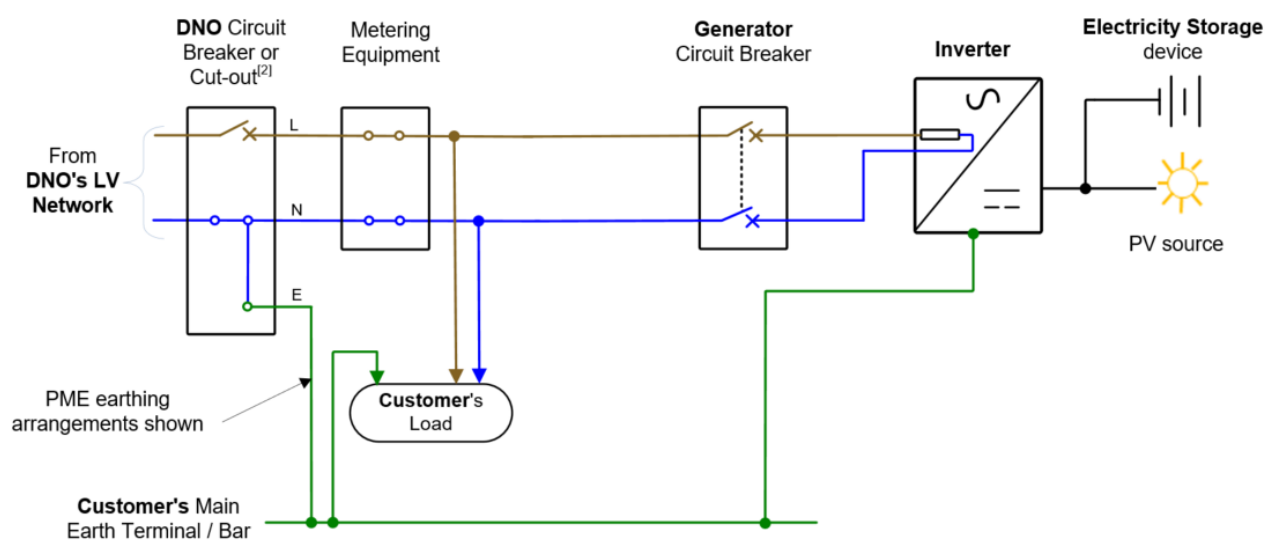 DNO Circuit
Breaker or
Cut-out[2]
Metering
Equipment
Generator
Circuit Breaker
Inverter
Electricity Storage
device
From
DNO's LV
Network
L
N
E
PV source
PME earthing
arrangements shown
Customer's
Load
Customer's Main
Earth Terminal / Bar